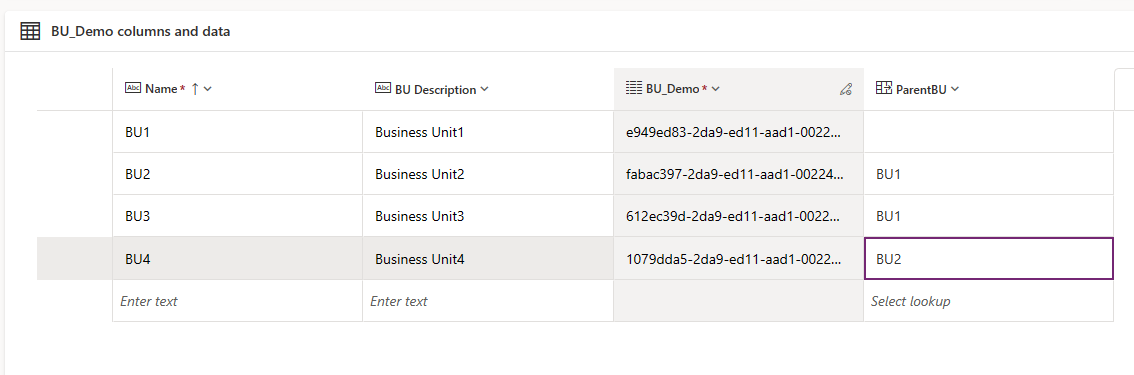 BU_Demo columns and data
Abc Name * ↑ Abc BU Description BU_Demo * ParentBU
BU1 Business Unit1 e949ed83-2da9-ed11-aad1-0022...
BU2 Business Unit2 fabac397-2da9-ed11-aad1-00224... BU1
BU3 Business Unit3 612ec39d-2da9-ed11-aad1-0022... BU1
BU4 Business Unit4 1079dda5-2da9-ed11-aad1-0022... BU2
Enter text Enter text Select lookup